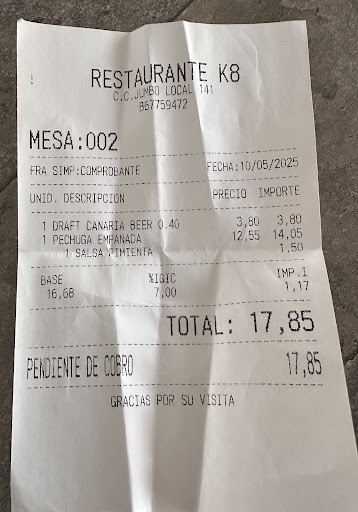 RESTAURANTE K8
C.C.JUMBO LOCAL 141
B67759472
MESA:002
FRA SIMP:COMPROBANTE FECHA:10/05/2025
UNID. DESCRIPCION PRECIO IMPORTE
1 DRAFT CANARIA BEER 0.40 3,80 3,80
1 PECHUGA EMPANADA 12,55 14,05
1 SALSA PIMIENTA 1,50
BASE %IGIC IMP.I
16,68 7,00 1,17
TOTAL: 17,85
PENDIENTE DE COBRO 17,85
GRACIAS POR SU VISITA